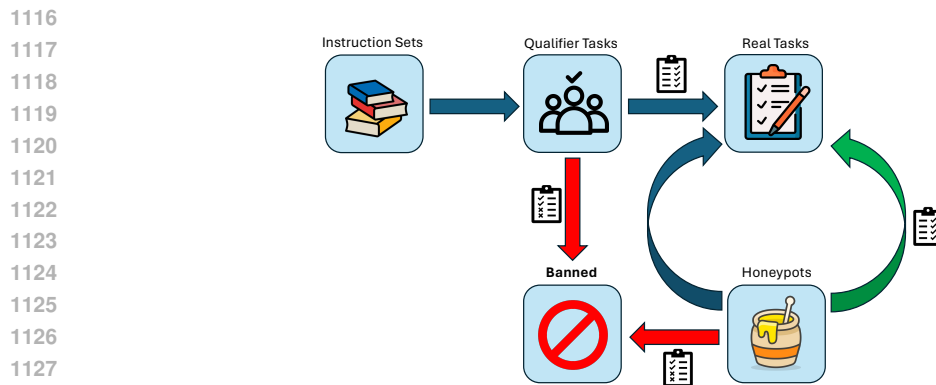 1116
1117
1118
1119
1120
1121
1122
1123
1124
1125
1126
1127
Instruction Sets
Qualifier Tasks
Real Tasks
Banned
Honeypots